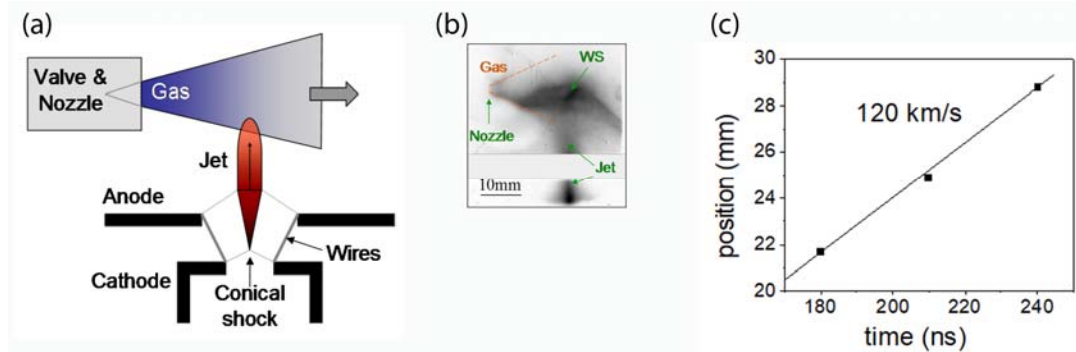 (a)
Valve &
Nozzle
Gas
Jet
Anode
Wires
Cathode
Conical
shock
(b)
Gas
WS
Nozzle
Jet
10mm
(c)
30
28
26
24
22
20
position (mm)
120 km/s
180
200
220
240
time (ns)